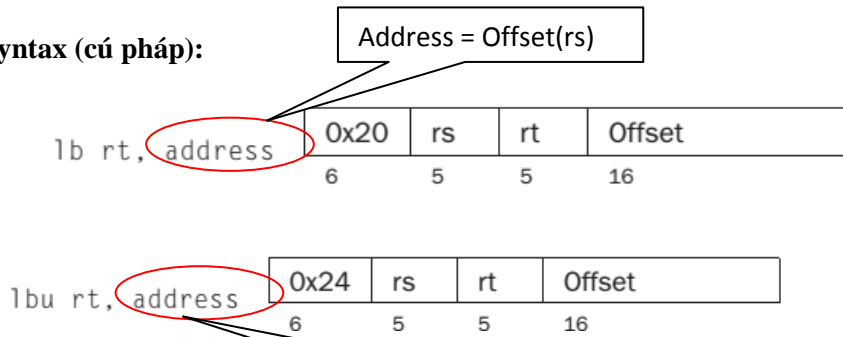 yntax (cú pháp):
Address = Offset(rs)
lb rt, address 0x20 rs rt Offset
6 5 5 16
lbu rt, address 0x24 rs rt Offset
6 5 5 16